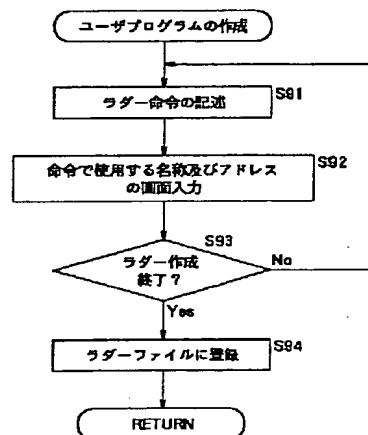 ユーザプログラムの作成
S91
ラダー命令の記述
S92
命令で使用する名称及びアドレス
の画面入力
S93
ラダー作成
終了？
No
Yes
S94
ラダーファイルに登録
RETURN